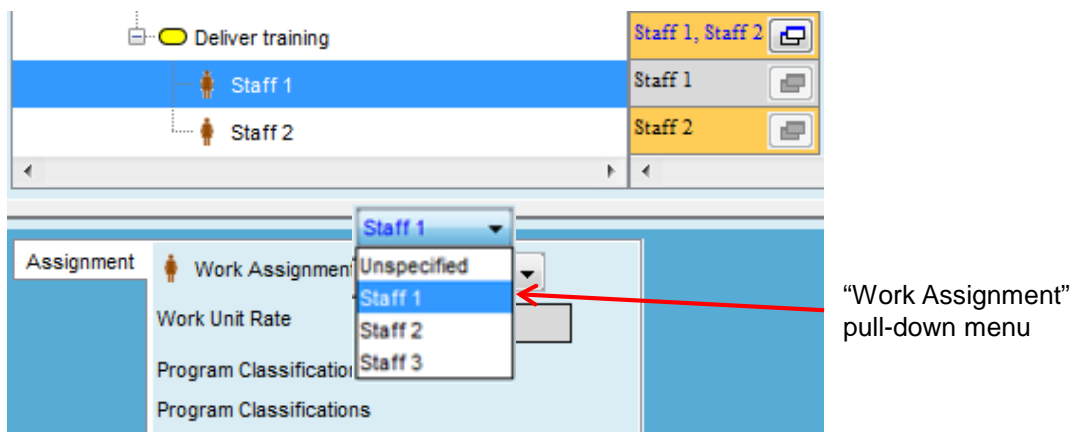 Deliver training Staff 1, Staff 2
Staff 1 Staff 1
Staff 2 Staff 2
Staff 1
Assignment Work Assignmen Unspecified
Staff 1
Work Unit Rate
Staff 2
Staff 3
Program Classification
Program Classifications
“Work Assignment”
pull-down menu